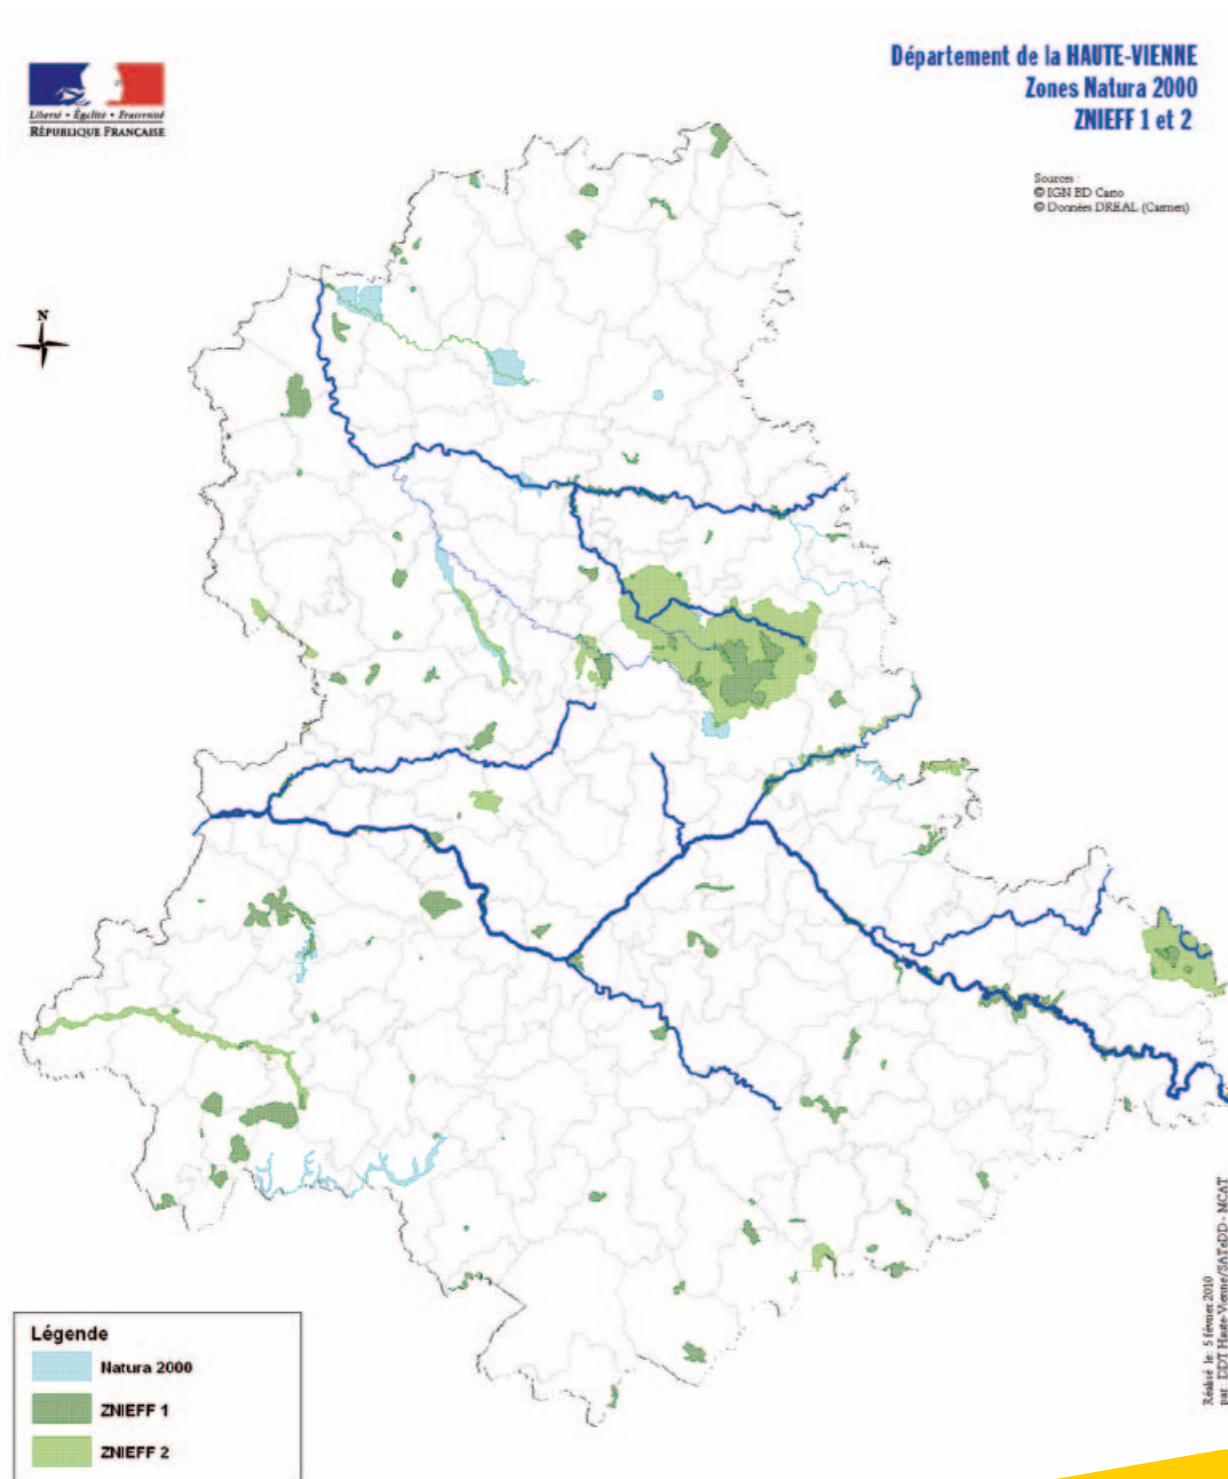 Département de la HAUTE-VIENNE
Zones Natura 2000
ZNIEFF 1 et 2
Liberté • Égalité • Fraternité
RÉPUBLIQUE FRANÇAISE
Sources :
© IGN BD Carto
© Données DREAL (Carmen)
N
Légende
Natura 2000
ZNIEFF 1
ZNIEFF 2
Réalisé le: 5 février 2010
par: DDT Haute-Vienne/SATeDD - MCAT